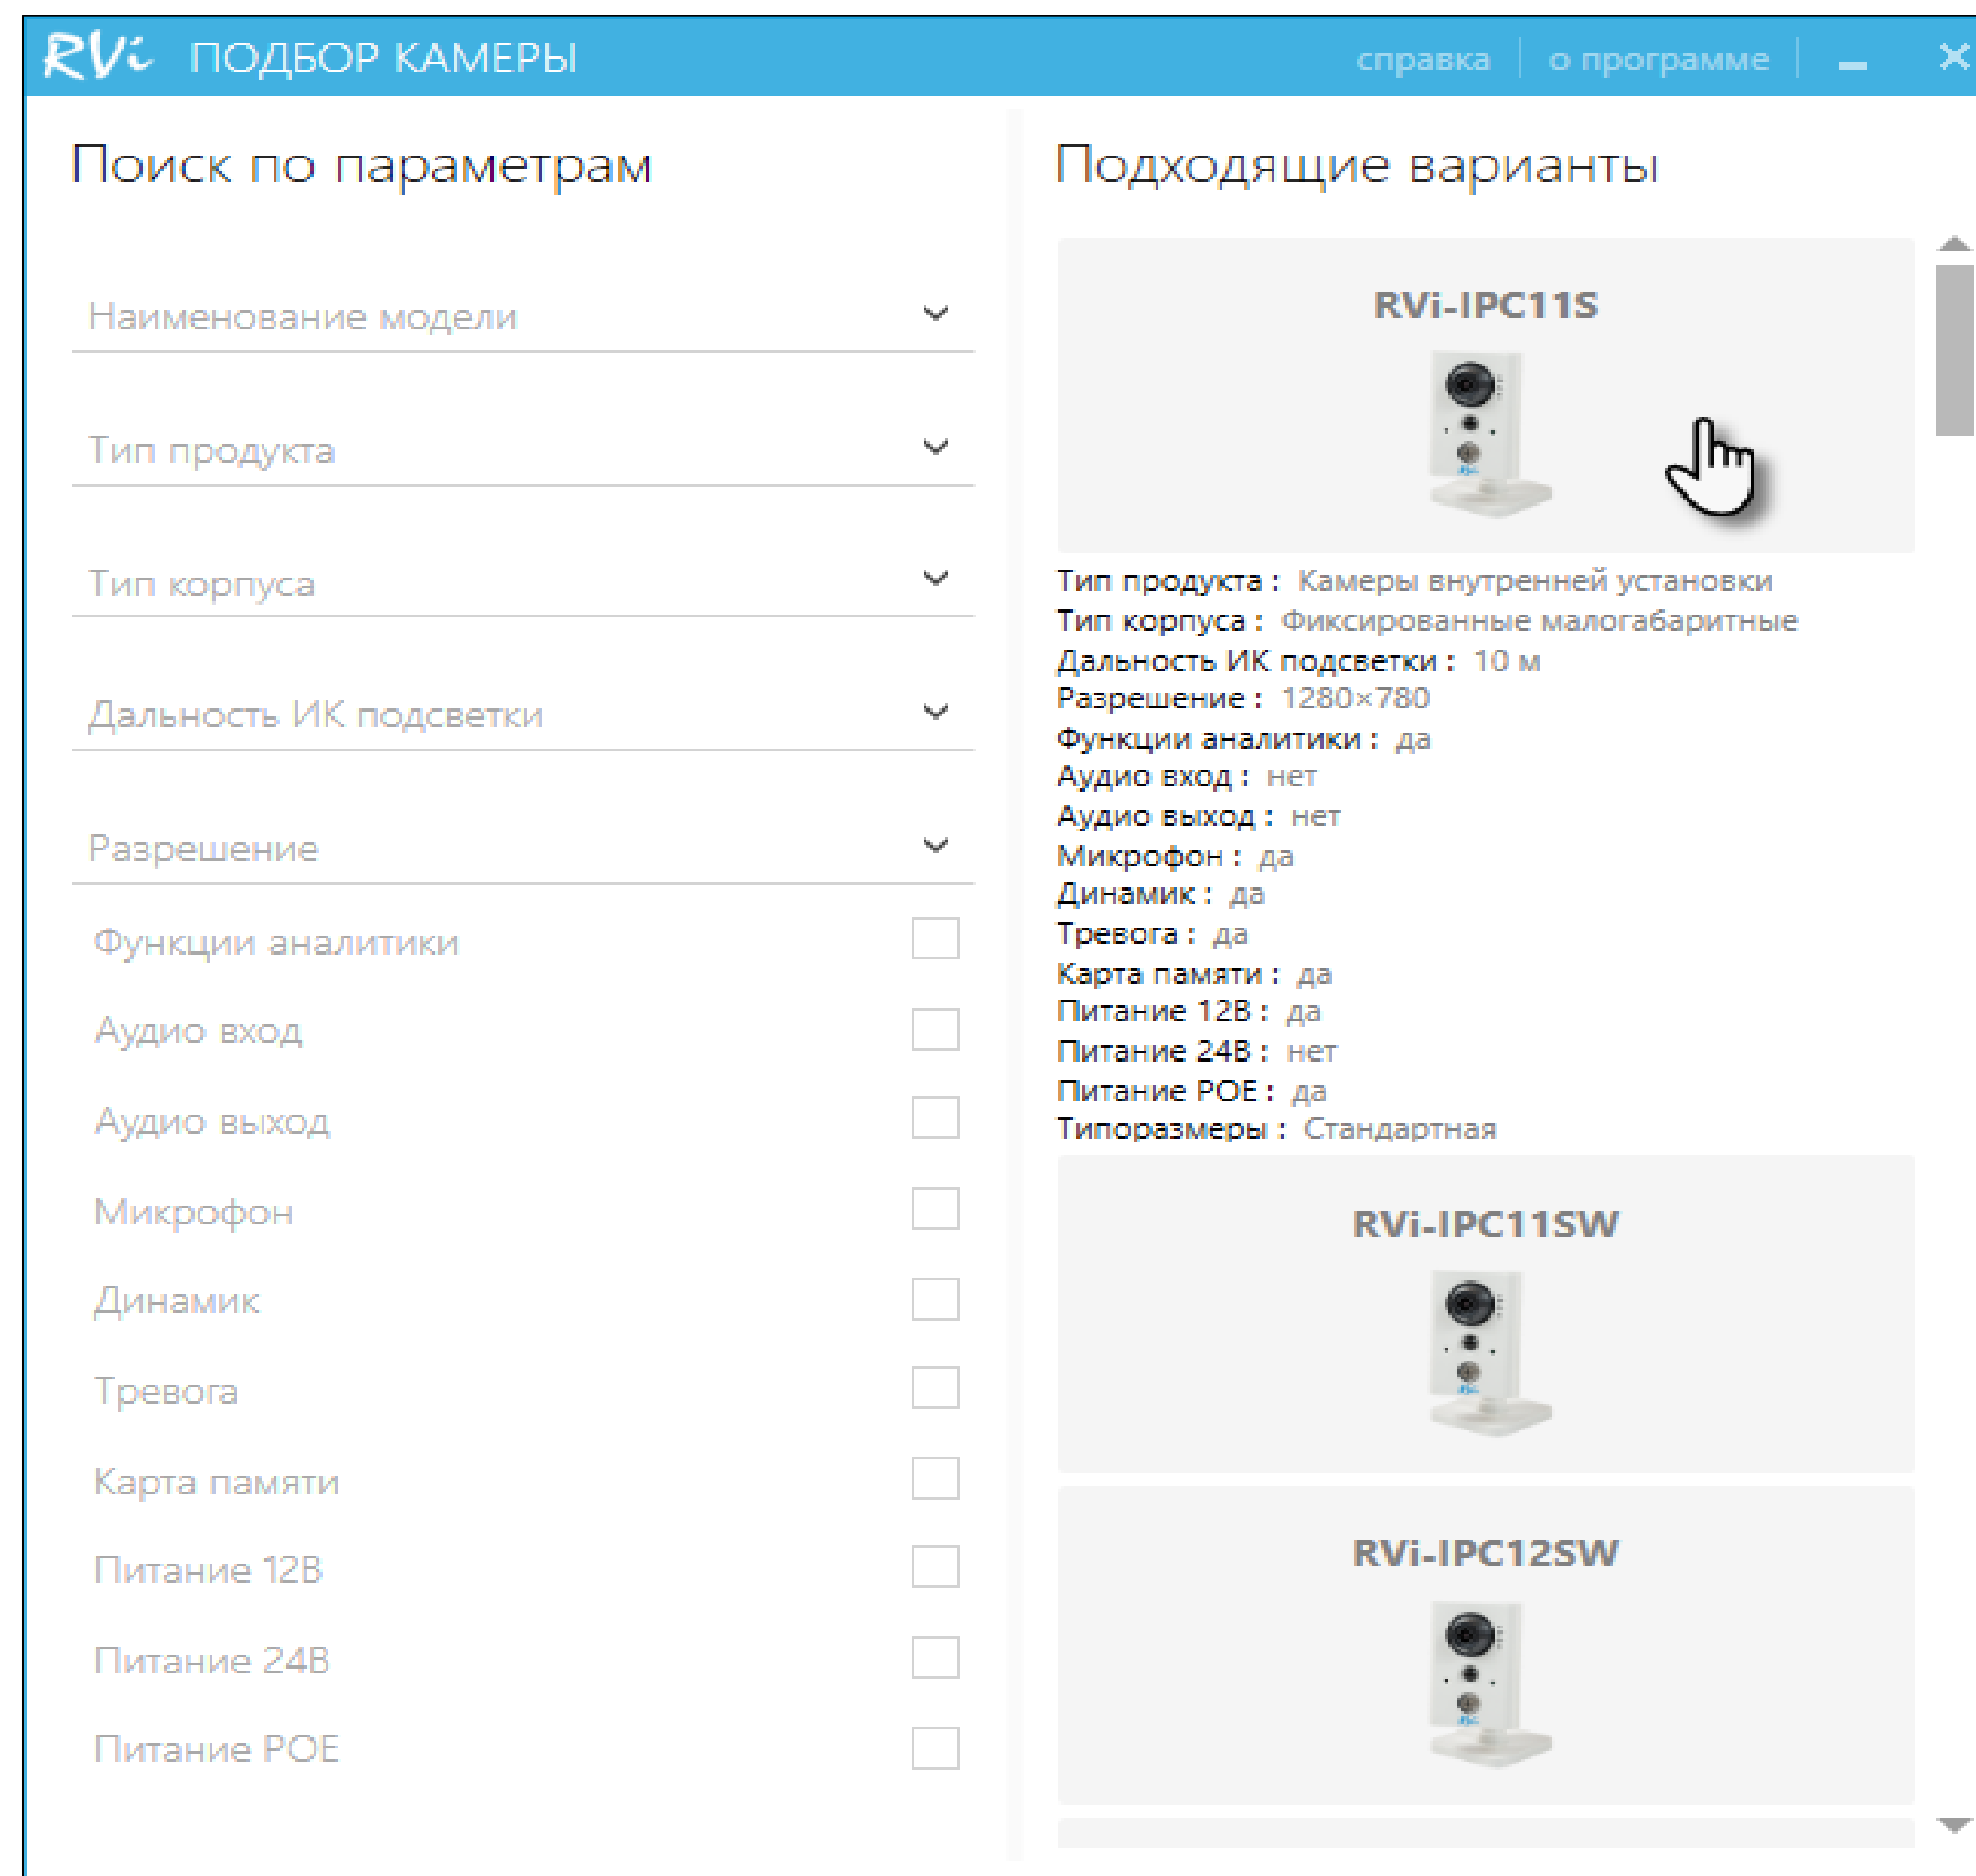 RVi ПОДБОР КАМЕРЫ
справка о программе
Поиск по параметрам
Наименование модели
Тип продукта
Тип корпуса
Дальность ИК подсветки
Разрешение
Функции аналитики
Аудио вход
Аудио выход
Микрофон
Динамик
Тревога
Карта памяти
Питание 12В
Питание 24В
Питание POE
Подходящие варианты
RVi-IPC11S
Тип продукта : Камеры внутренней установки
Тип корпуса : Фиксированные малогабаритные
Дальность ИК подсветки : 10 м
Разрешение : 1280×780
Функции аналитики : да
Аудио вход : нет
Аудио выход : нет
Микрофон : да
Динамик : да
Тревога : да
Карта памяти : да
Питание 12В : да
Питание 24В : нет
Питание POE : да
Типоразмеры : Стандартная
RVi-IPC11SW
RVi-IPC12SW